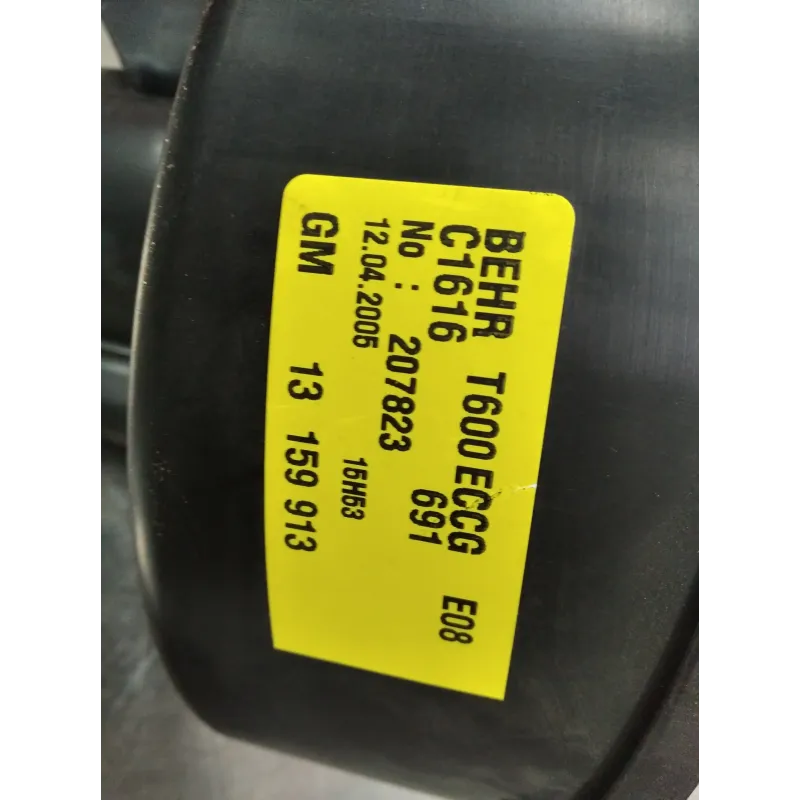 BEHR T600 ECCG E08
C1616 691
No : 207823
12.04.2005 15H53
GM 13 159 913